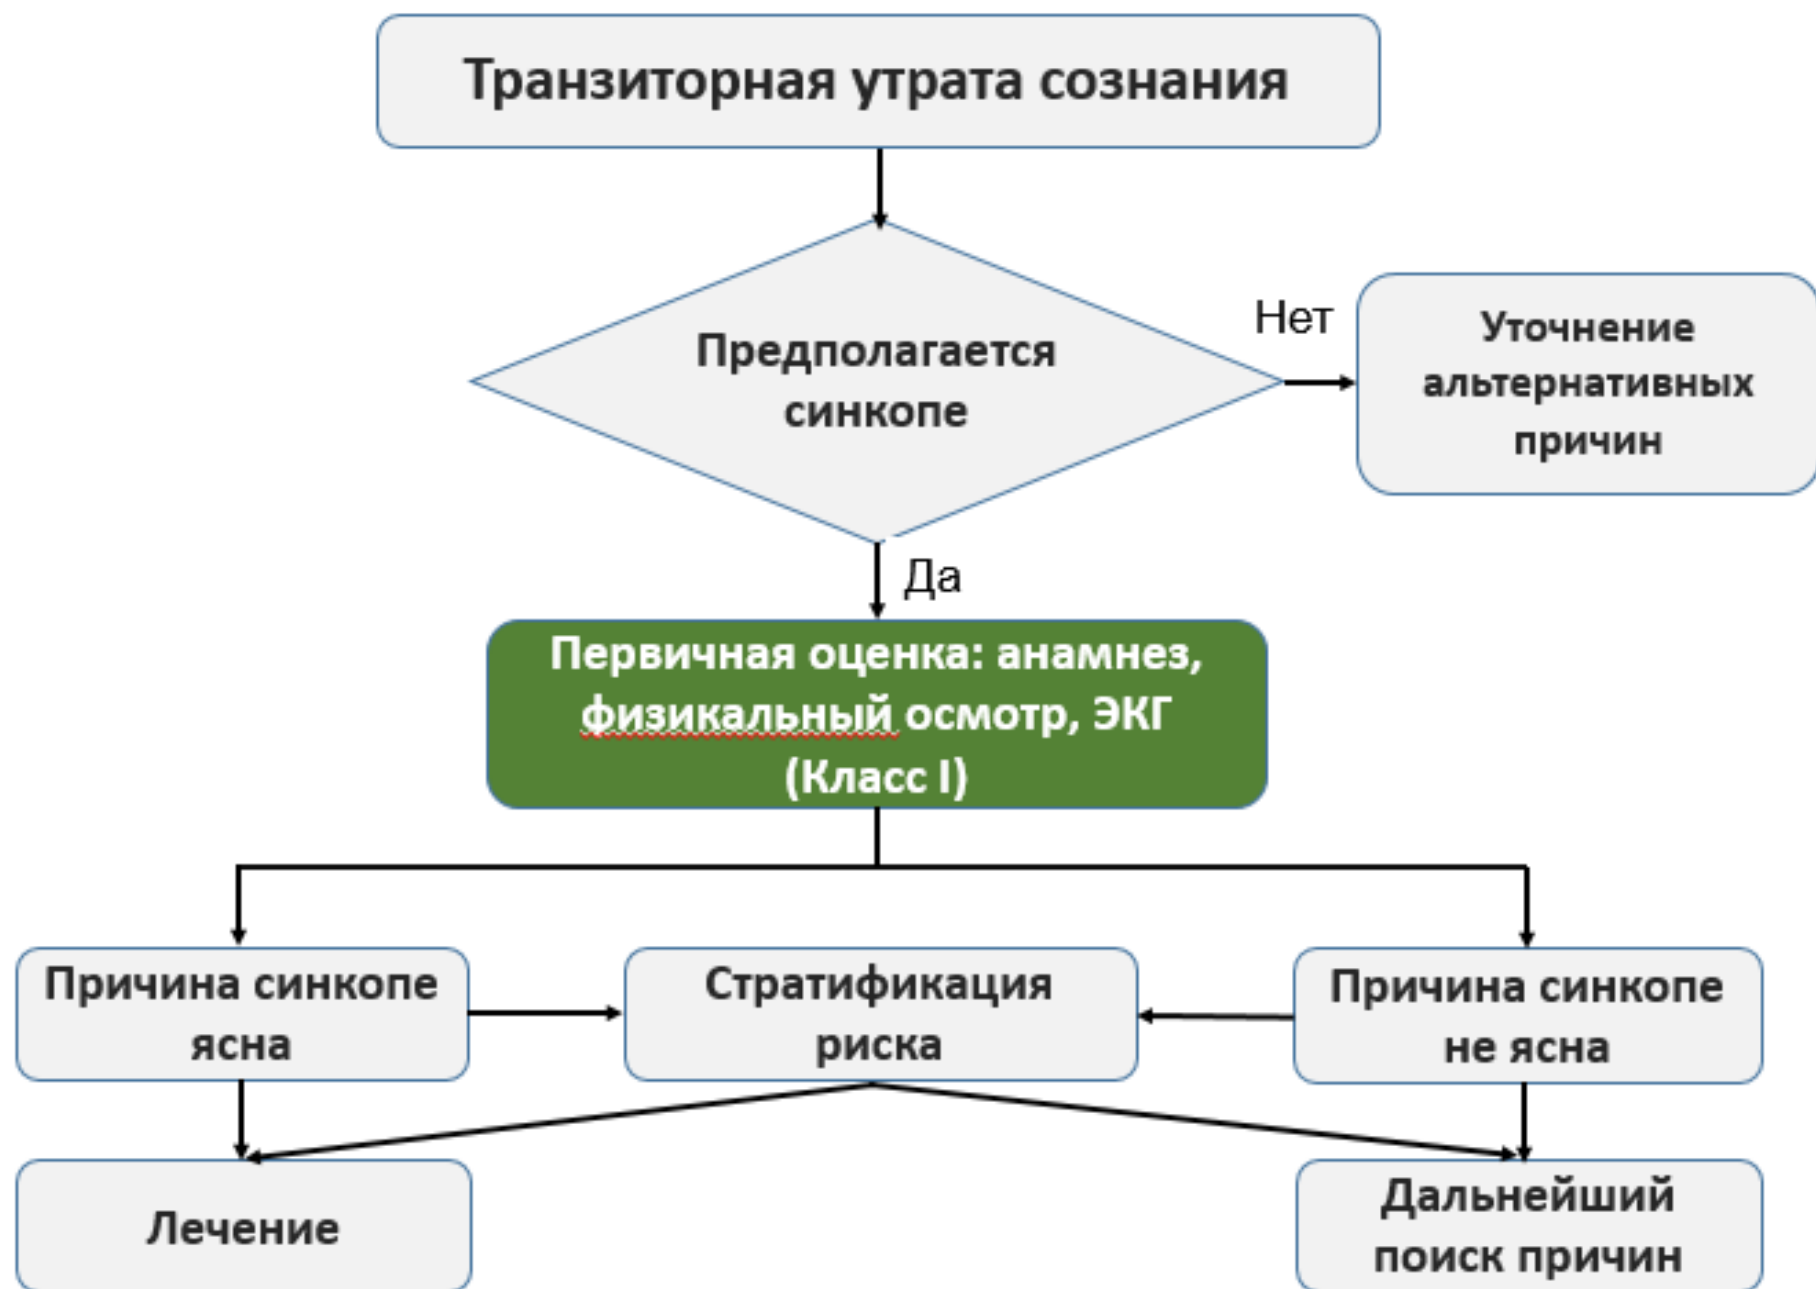 Транзиторная утрата сознания
Предполагается
синкопе
Нет
Уточнение
альтернативных
причин
Да
Первичная оценка: анамнез,
физикальный осмотр, ЭКГ
(Класс I)
Причина синкопе
ясна
Стратификация
риска
Причина синкопе
не ясна
Лечение
Дальнейший
поиск причин